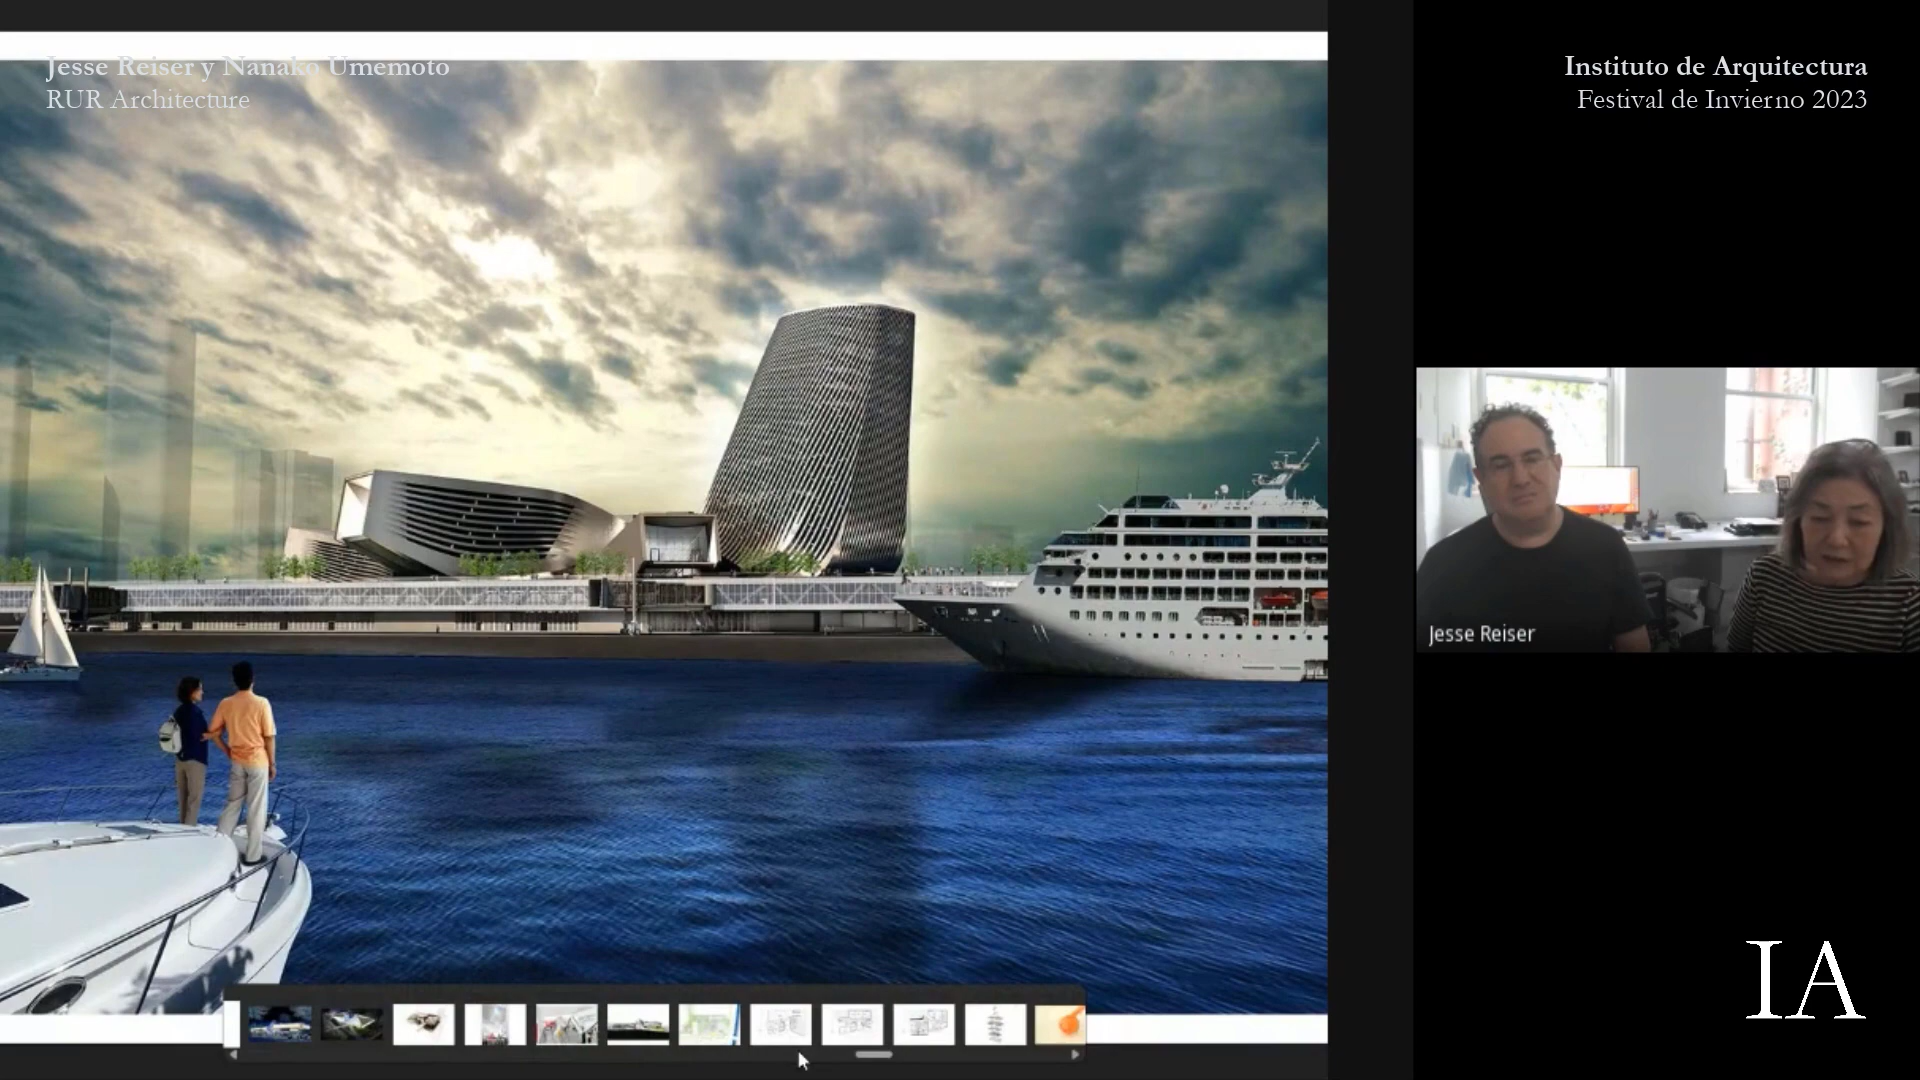 Jesse Reiser y Nanako Umemoto
RUR Architecture
Instituto de Arquitectura
Festival de Invierno 2023
Jesse Reiser
IA